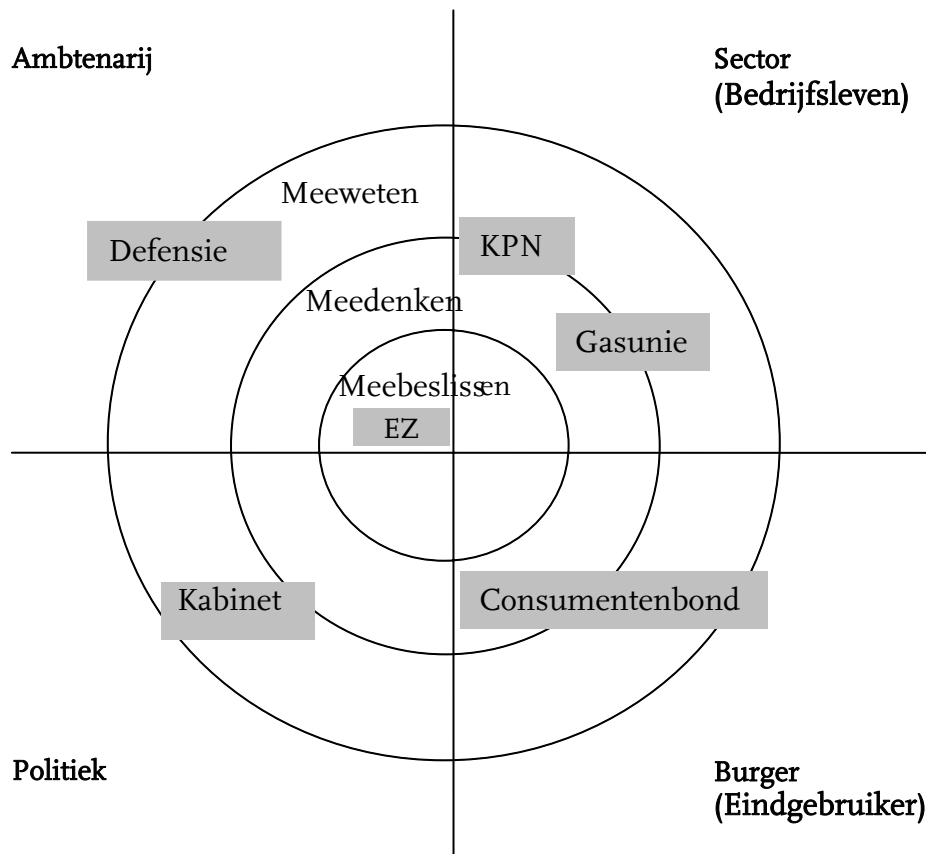 Ambtenarij
Sector
(Bedrijfsleven)
Meeweten
Defensie
KPN
Meedenken
Gasunie
Meebeslissen
EZ
Kabinet
Consumentenbond
Politiek
Burger
(Eindgebruiker)